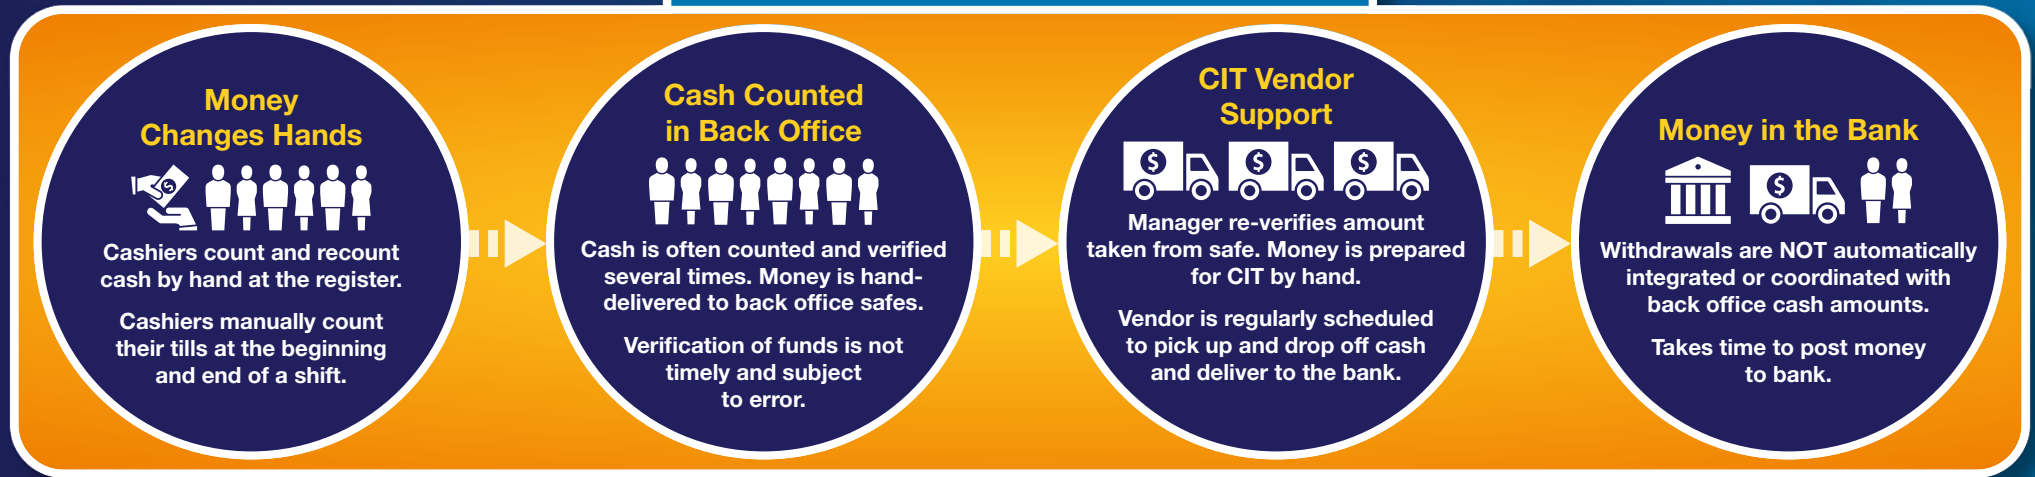 Money
Changes Hands
Cashiers count and recount
cash by hand at the register.
Cashiers manually count
their tills at the beginning
and end of a shift.
Cash Counted
in Back Office
Cash is often counted and verified
several times. Money is hand-
delivered to back office safes.
Verification of funds is not
timely and subject
to error.
CIT Vendor
Support
$ $ $
Manager re-verifies amount
taken from safe. Money is prepared
for CIT by hand.
Vendor is regularly scheduled
to pick up and drop off cash
and deliver to the bank.
Money in the Bank
$
Withdrawals are NOT automatically
integrated or coordinated with
back office cash amounts.
Takes time to post money
to bank.